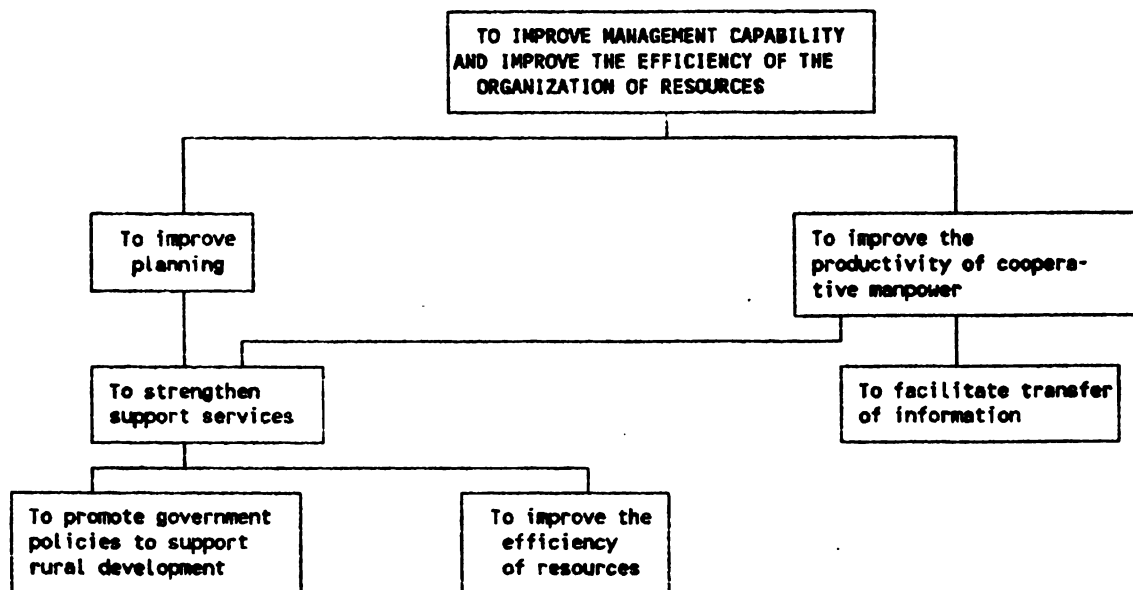 TO IMPROVE MANAGEMENT CAPABILITY
AND IMPROVE THE EFFICIENCY OF THE
ORGANIZATION OF RESOURCES
To improve
planning
To improve the
productivity of coopera-
tive manpower
To strengthen
support services
To facilitate transfer
of information
To promote government
policies to support
rural development
To improve the
efficiency
of resources